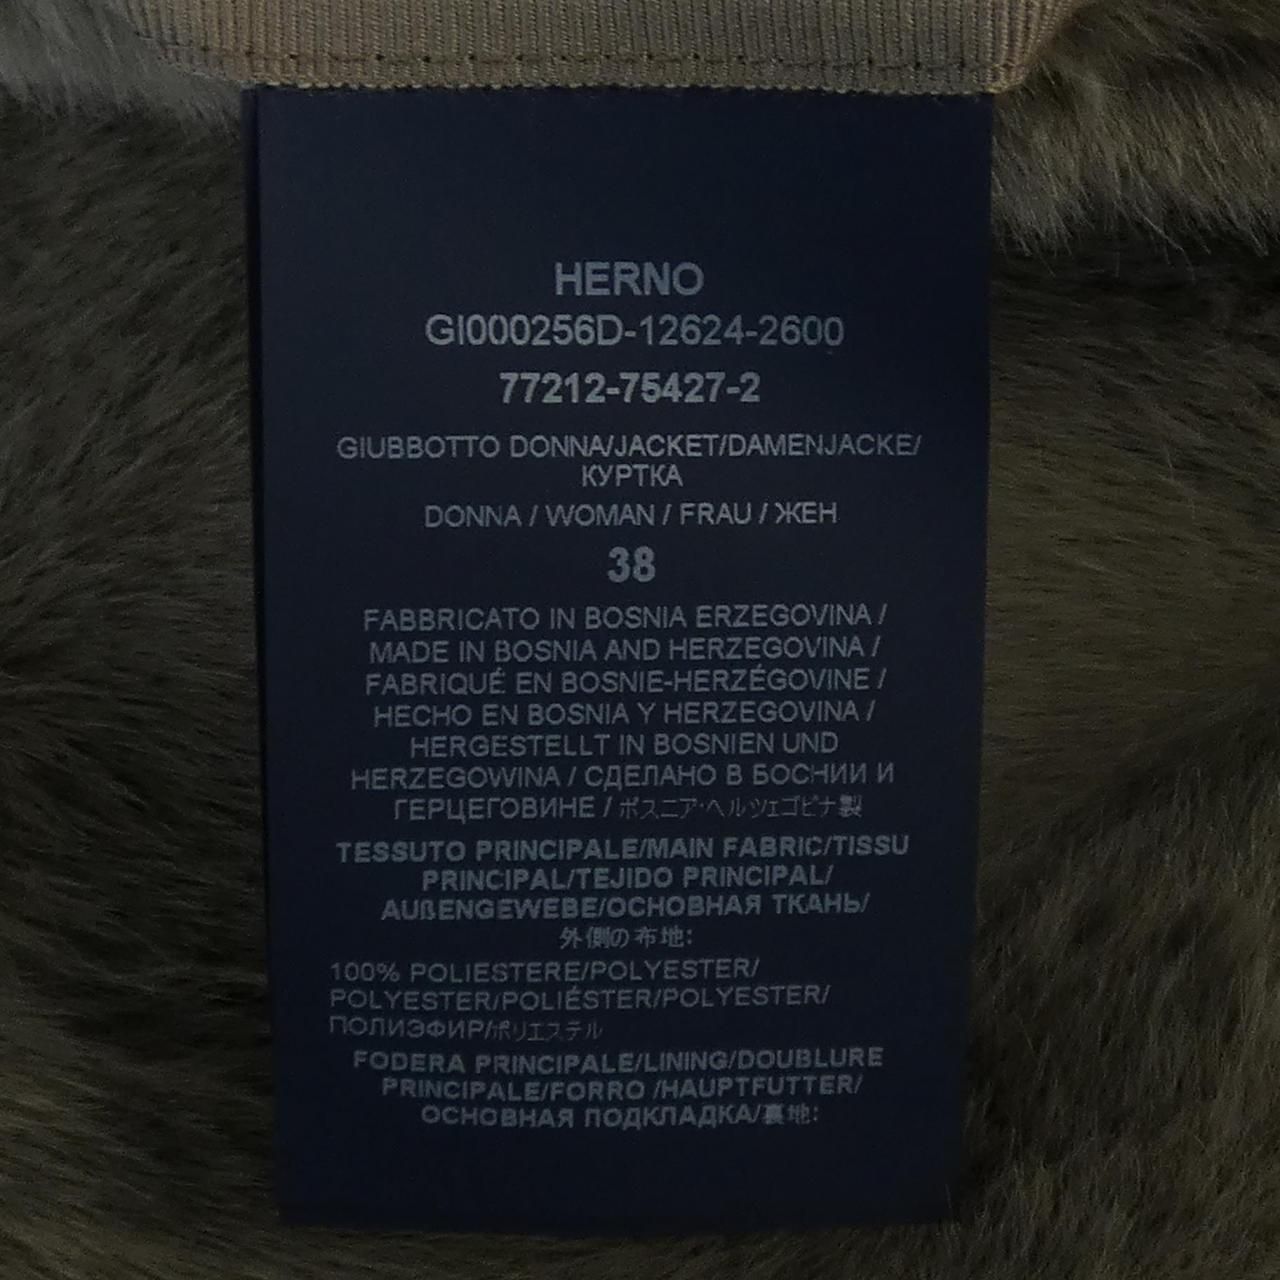 HERNO
GI000256D-12624-2600
77212-75427-2
GIUBBOTTO DONNA/JACKET/DAMENJACKE/
КУРТКА
DONNA / WOMAN / FRAU / ЖЕН
38
FABBRICATO IN BOSNIA ERZEGOVINA /
MADE IN BOSNIA AND HERZEGOVINA /
FABRIQUÉ EN BOSNIE-HERZÉGOVINE /
HECHO EN BOSNIA Y HERZEGOVINA /
HERGESTELLT IN BOSNIEN UND
HERZEGOWINA / СДЕЛАНО В БОСНИИ И
ГЕРЦЕГОВИНЕ / ボスニア·ヘルツェゴビナ製
TESSUTO PRINCIPALE/MAIN FABRIC/TISSU
PRINCIPAL/TEJIDO PRINCIPAL/
AUßENGEWEBE/ОСНОВНАЯ ТКАНЬ/
外側の布地:
100% POLIESTERE/POLYESTER/
POLYESTER/POLIÉSTER/POLYESTER/
ПОЛИЭФИР/ポリエステル
FODERA PRINCIPALE/LINING/DOUBLURE
PRINCIPALE/FORRO /HAUPTFUTTER/
ОСНОВНАЯ ПОДКЛАДКА/裏地: